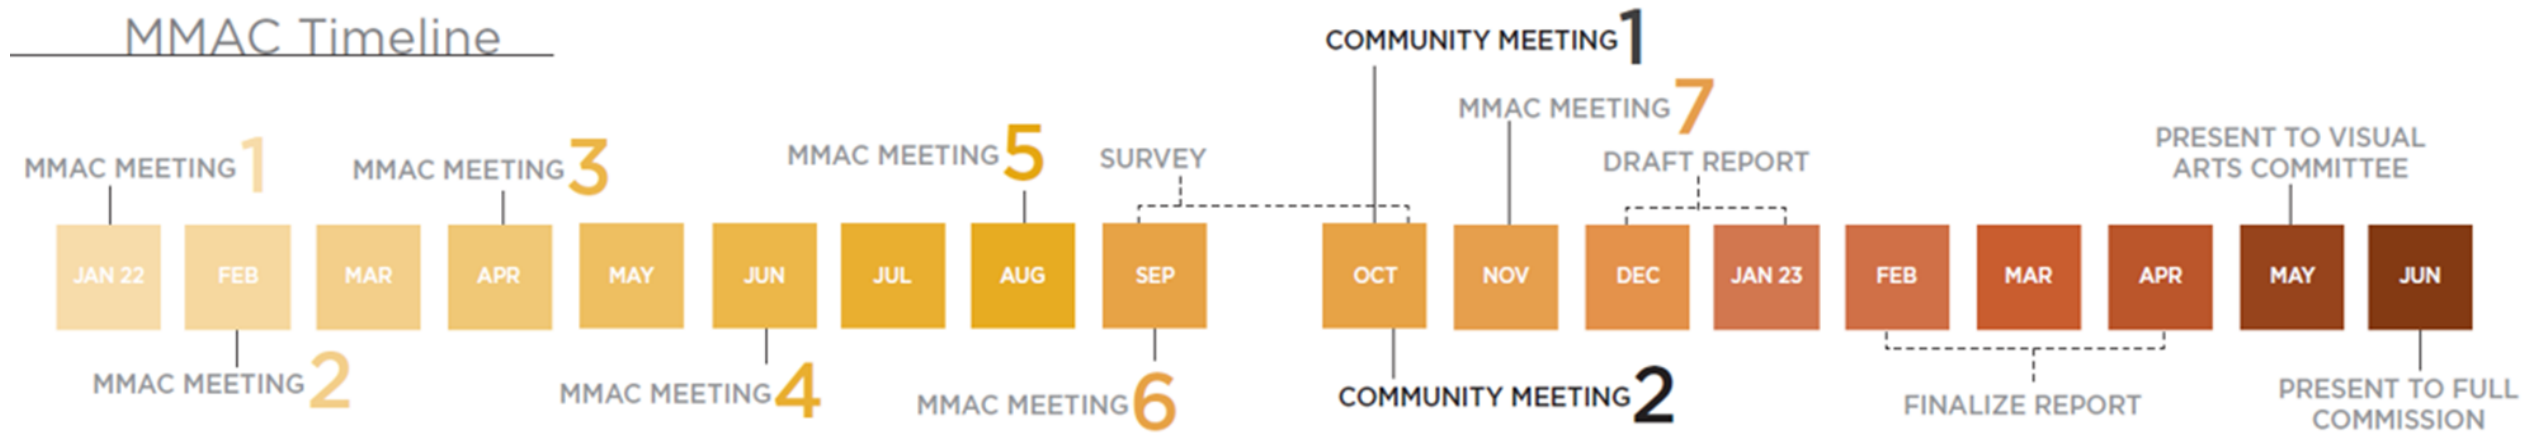 MMAC Timeline
COMMUNITY MEETING 1
MMAC MEETING 7
MMAC MEETING 1
MMAC MEETING 3
MMAC MEETING 5
SURVEY
DRAFT REPORT
PRESENT TO VISUAL
ARTS COMMITTEE
JAN 22 FEB MAR APR MAY JUN JUL AUG SEP OCT NOV DEC JAN 23 FEB MAR APR MAY JUN
MMAC MEETING 2
MMAC MEETING 4
MMAC MEETING 6
COMMUNITY MEETING 2
FINALIZE REPORT
PRESENT TO FULL
COMMISSION